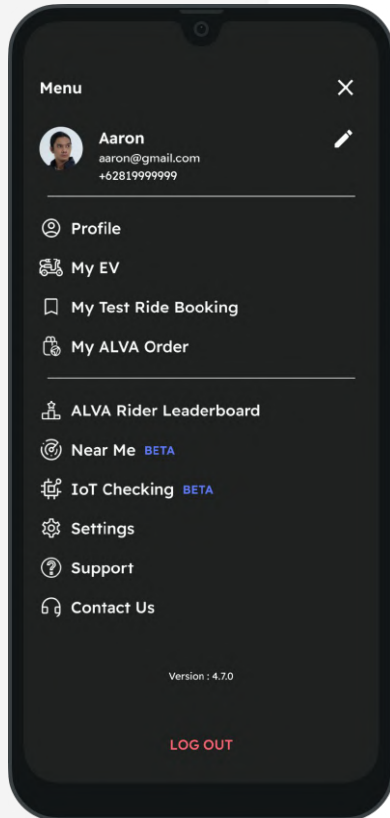 Menu
Aaron
aaron@gmail.com
+62819999999
Profile
My EV
My Test Ride Booking
My ALVA Order
ALVA Rider Leaderboard
Near Me BETA
IoT Checking BETA
Settings
Support
Contact Us
Version : 4.7.0
LOG OUT